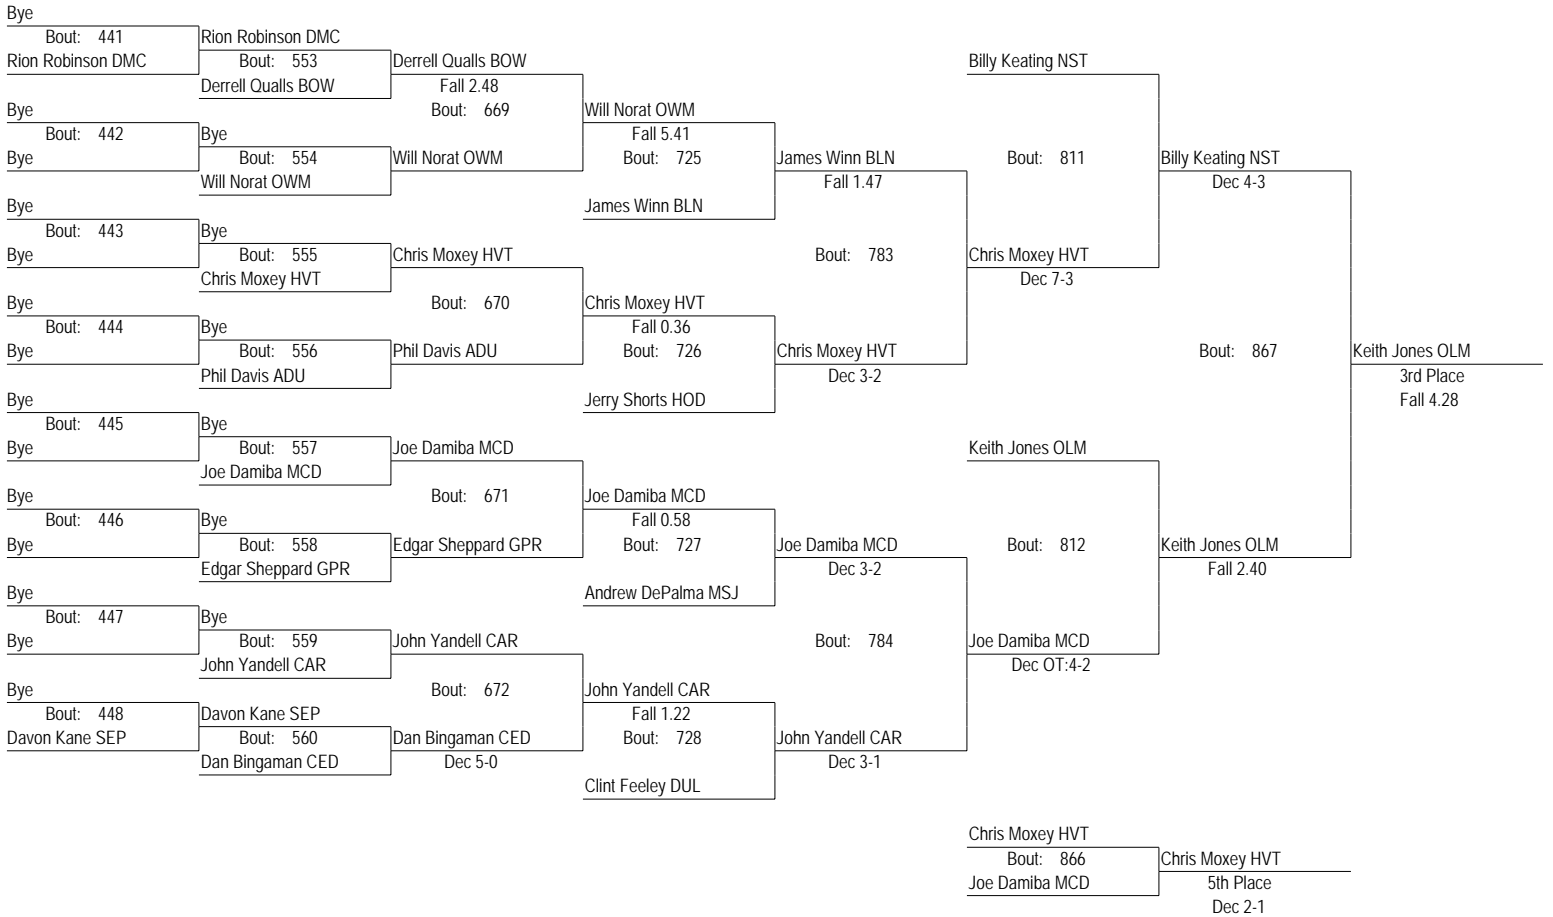 Bye
Bout: 441
Rion Robinson DMC
Bye
Bout: 442
Bye
Bye
Bout: 443
Bye
Bye
Bout: 444
Bye
Bye
Bout: 445
Bye
Bye
Bout: 446
Bye
Bye
Bout: 447
Bye
Bye
Bout: 448
Davon Kane SEP
Rion Robinson DMC
Bout: 553
Derrell Qualls BOW
Bye
Bout: 554
Will Norat OWM
Bye
Bout: 555
Chris Moxey HVT
Bye
Bout: 556
Phil Davis ADU
Bye
Bout: 557
Joe Damiba MCD
Bye
Bout: 558
Edgar Sheppard GPR
Bye
Bout: 559
John Yandell CAR
Davon Kane SEP
Bout: 560
Dan Bingaman CED
Derrell Qualls BOW
Fall 2.48
Bout: 669
Will Norat OWM
Chris Moxey HVT
Bout: 670
Phil Davis ADU
Joe Damiba MCD
Bout: 671
Edgar Sheppard GPR
John Yandell CAR
Bout: 672
Dan Bingaman CED
Dec 5-0
Will Norat OWM
Fall 5.41
Bout: 725
James Winn BLN
Chris Moxey HVT
Fall 0.36
Bout: 726
Jerry Shorts HOD
Joe Damiba MCD
Fall 0.58
Bout: 727
Andrew DePalma MSJ
John Yandell CAR
Fall 1.22
Bout: 728
Clint Feeley DUL
James Winn BLN
Fall 1.47
Bout: 783
Chris Moxey HVT
Dec 3-2
Joe Damiba MCD
Dec 3-2
Bout: 784
John Yandell CAR
Dec 3-1
Billy Keating NST
Bout: 811
Chris Moxey HVT
Dec 7-3
Keith Jones OLM
Bout: 812
Joe Damiba MCD
Dec OT:4-2
Billy Keating NST
Dec 4-3
Bout: 867
Keith Jones OLM
Fall 2.40
Keith Jones OLM
3rd Place
Fall 4.28
Chris Moxey HVT
Bout: 866
Joe Damiba MCD
Chris Moxey HVT
5th Place
Dec 2-1